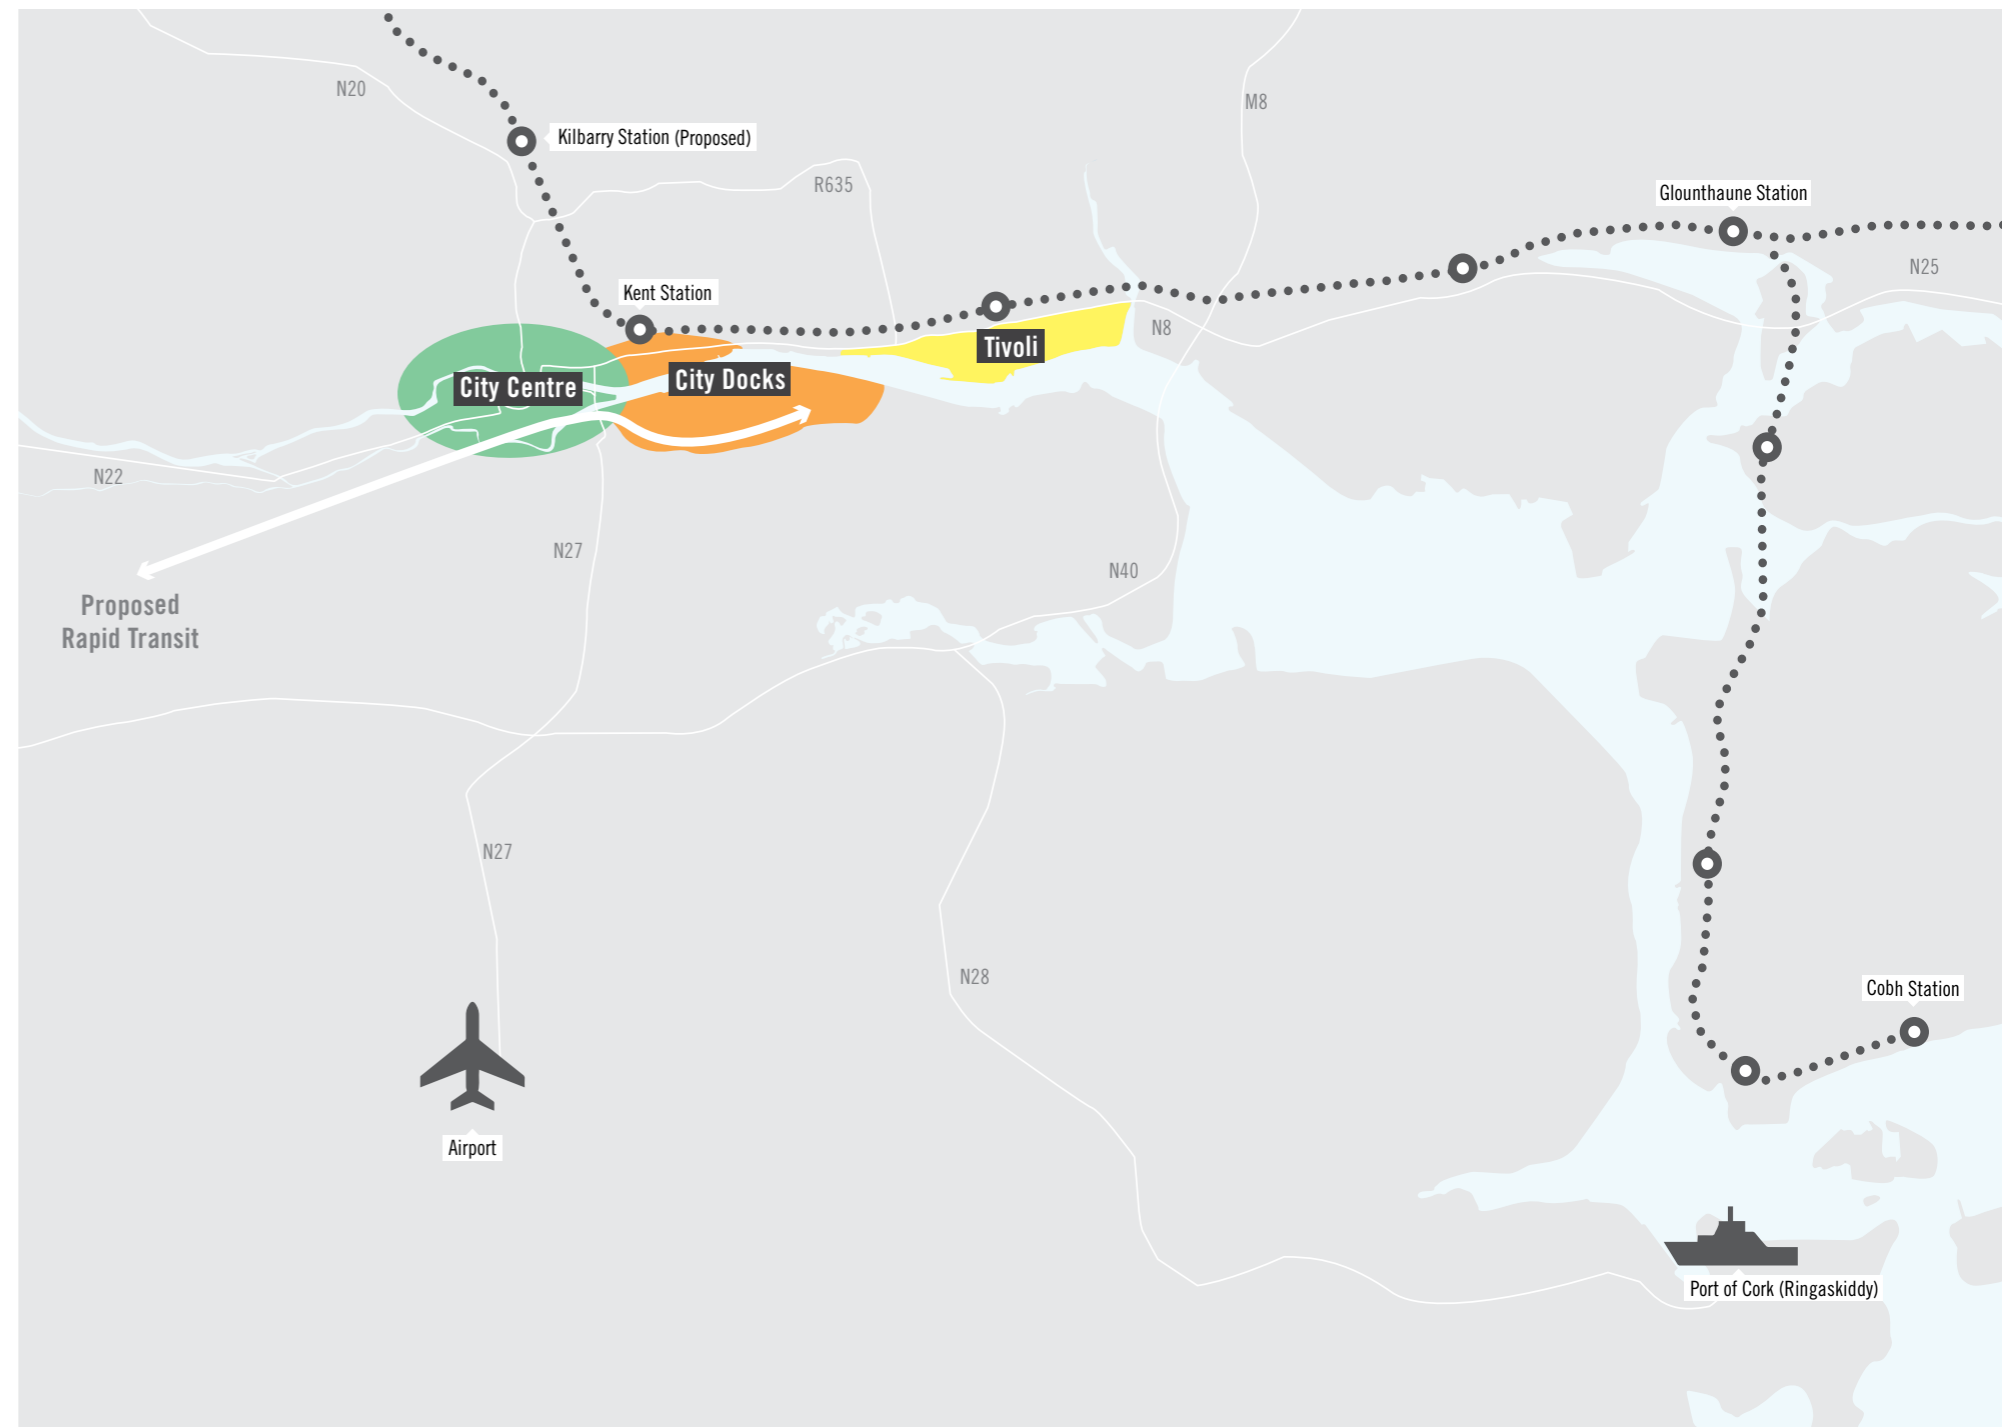 N20
M8
Kilbarry Station (Proposed)
R635
Glounthaune Station
N25
Kent Station
N8
Tivoli
City Docks
City Centre
N22
N27
N40
Proposed
Rapid Transit
N27
N28
Cobh Station
Airport
Port of Cork (Ringaskiddy)